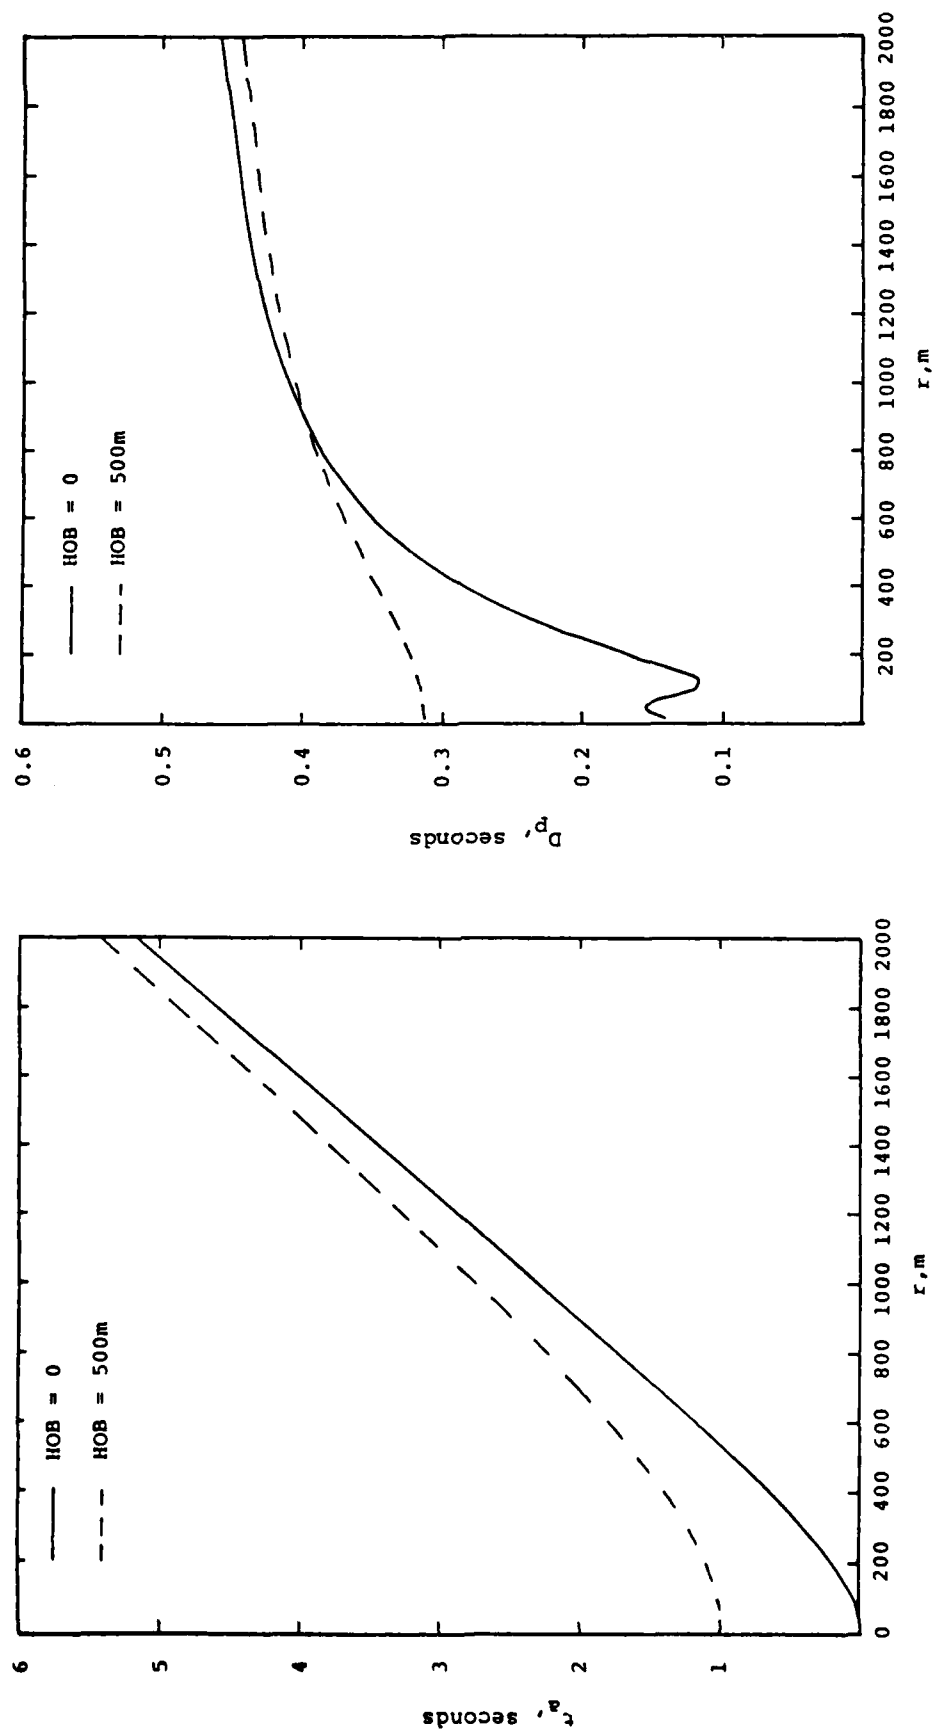 6
5
4
3
2
1
t_a, seconds
HOB = 0
HOB = 500m
0 200 400 600 800 1000 1200 1400 1600 1800 2000
r,m
0.6
0.5
0.4
0.3
0.2
0.1
D_p, seconds
HOB = 0
HOB = 500m
200 400 600 800 1000 1200 1400 1600 1800 2000
r,m